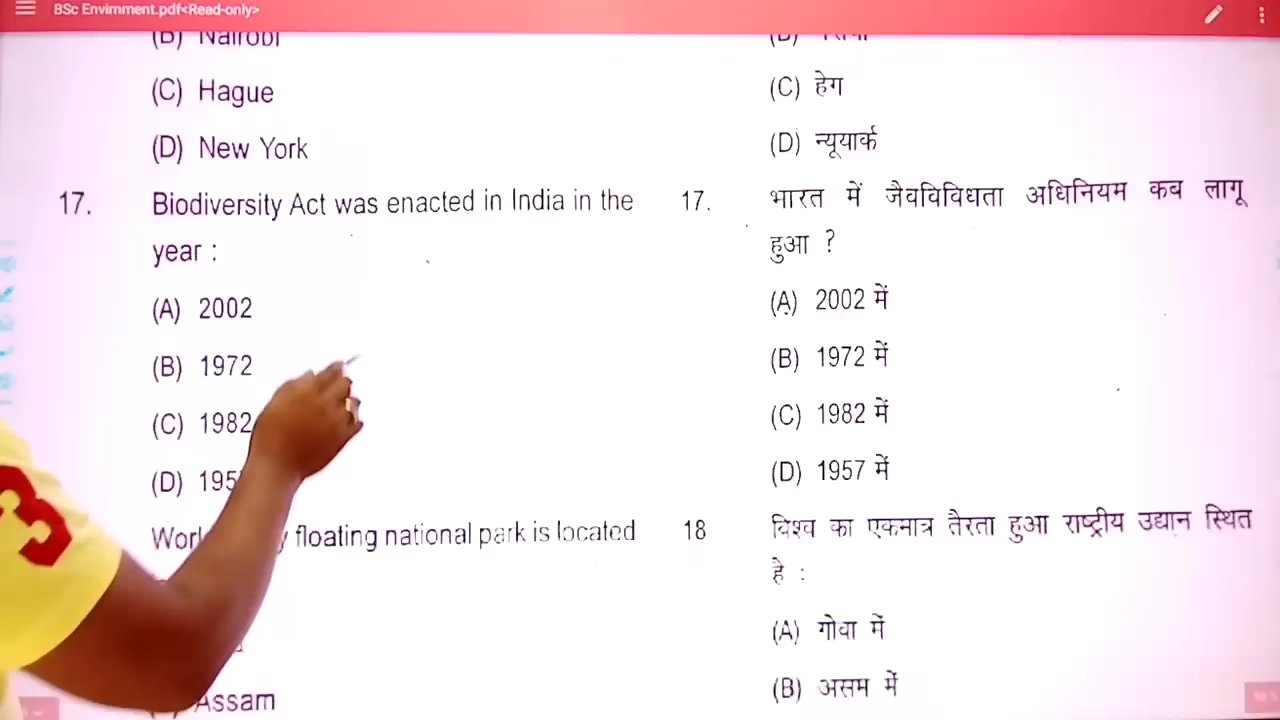 BSc Envirnment.pdf<Read-only>
(B) Nairobi
(C) Hague
(D) New York
17. Biodiversity Act was enacted in India in the
year :
(A) 2002
(B) 1972
(C) 1982
(D) 195
floating national park is located
Assam
(B)
(C) हेग
(D) न्यूयार्क
17. भारत में जैवविविधता अधिनियम कब लागू
हुआ ?
(A) 2002 में
(B) 1972 में
(C) 1982 में
(D) 1957 में
18 विश्व का एकमात्र तैरता हुआ राष्ट्रीय उद्यान स्थित
है :
(A) गोवा में
(B) असम में